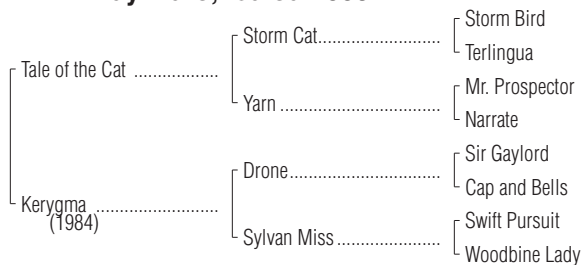 Storm Bird
Storm Cat
Terlingua
Tale of the Cat
Mr. Prospector
Yarn
Narrate
Sir Gaylord
Drone
Cap and Bells
Kerygma
(1984)
Swift Pursuit
Sylvan Miss
Woodbine Lady